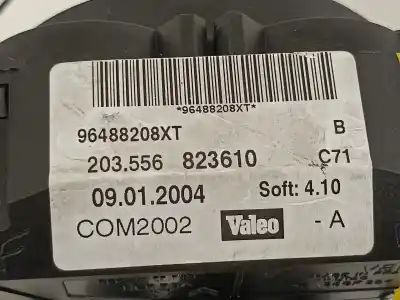 *96488208XT*
96488208XT B
203.556 823610 C71
09.01.2004 Soft: 4.10
COM2002 Valeo - A